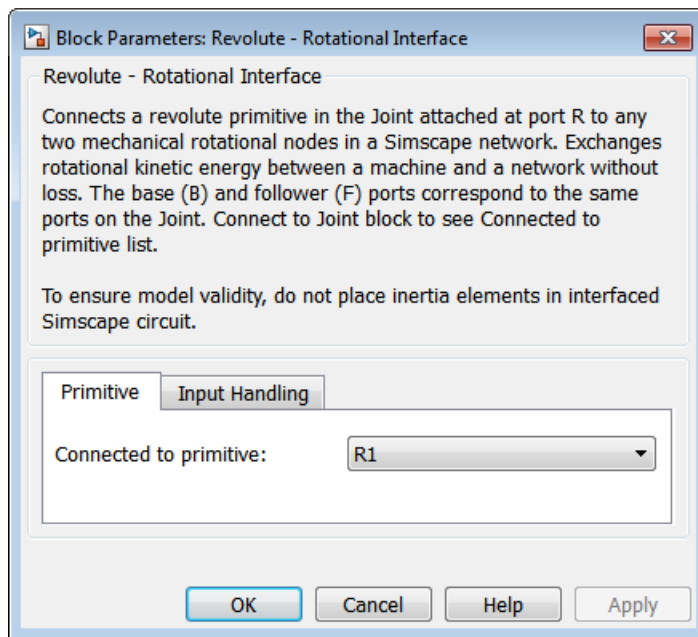 Block Parameters: Revolute - Rotational Interface
Revolute - Rotational Interface
Connects a revolute primitive in the Joint attached at port R to any
two mechanical rotational nodes in a Simscape network. Exchanges
rotational kinetic energy between a machine and a network without
loss. The base (B) and follower (F) ports correspond to the same
ports on the Joint. Connect to Joint block to see Connected to
primitive list.
To ensure model validity, do not place inertia elements in interfaced
Simscape circuit.
Primitive Input Handling
Connected to primitive: R1
OK Cancel Help Apply